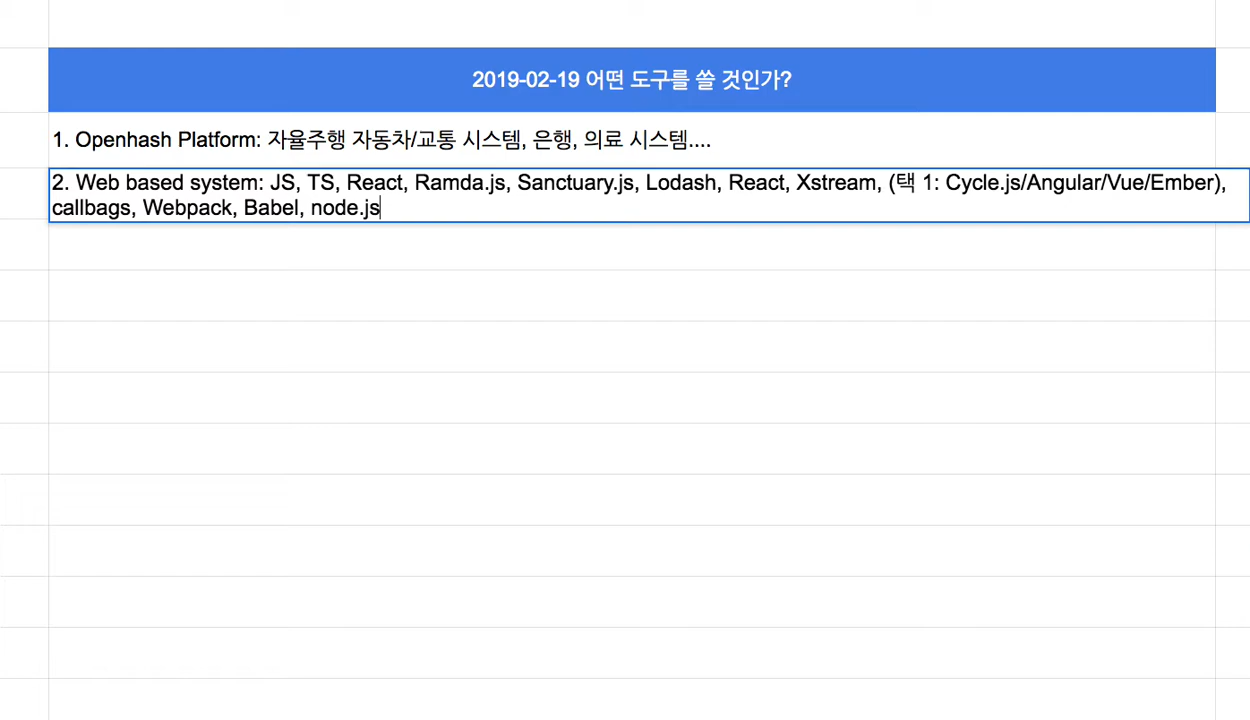 2019-02-19 어떤 도구를 쓸 것인가?
1. Openhash Platform: 자율주행 자동차/교통 시스템, 은행, 의료 시스템....
2. Web based system: JS, TS, React, Ramda.js, Sanctuary.js, Lodash, React, Xstream, (택 1: Cycle.js/Angular/Vue/Ember),
callbags, Webpack, Babel, node.js